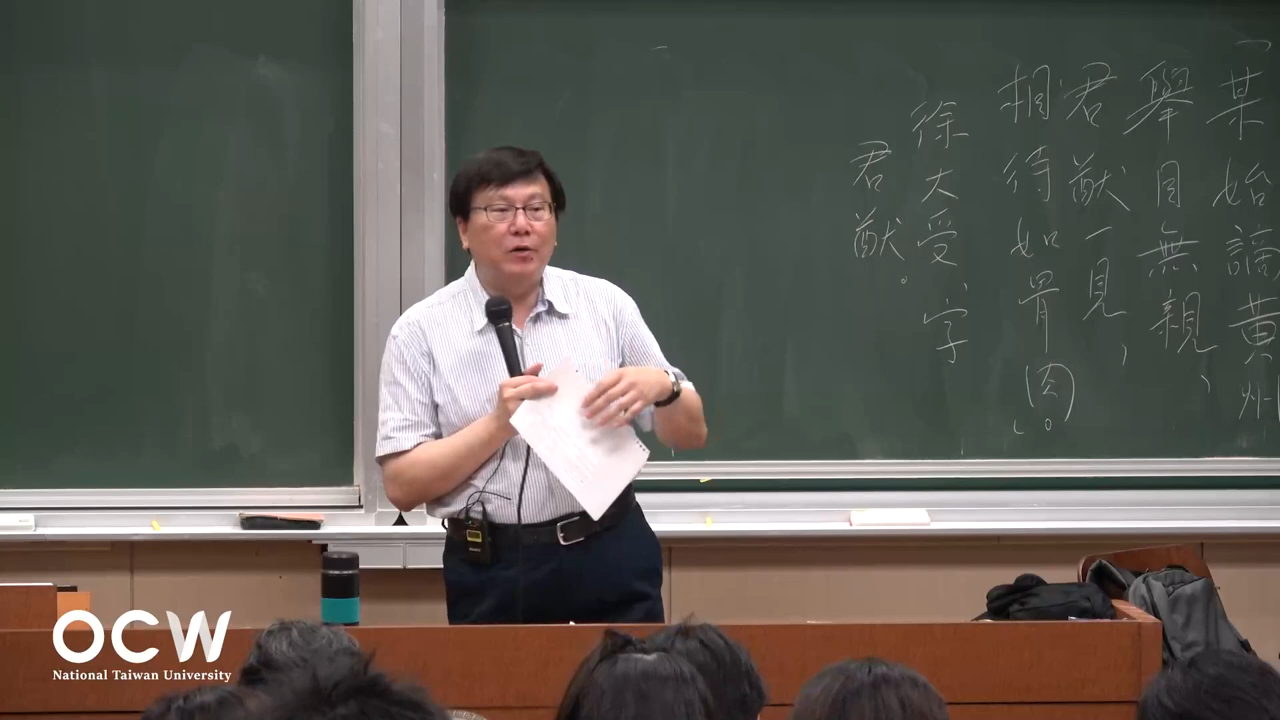 「某始謫黃州
舉目無親、
君猷一見,
相待如骨肉。」
徐大受、字
君猷。
OCW
National Taiwan University